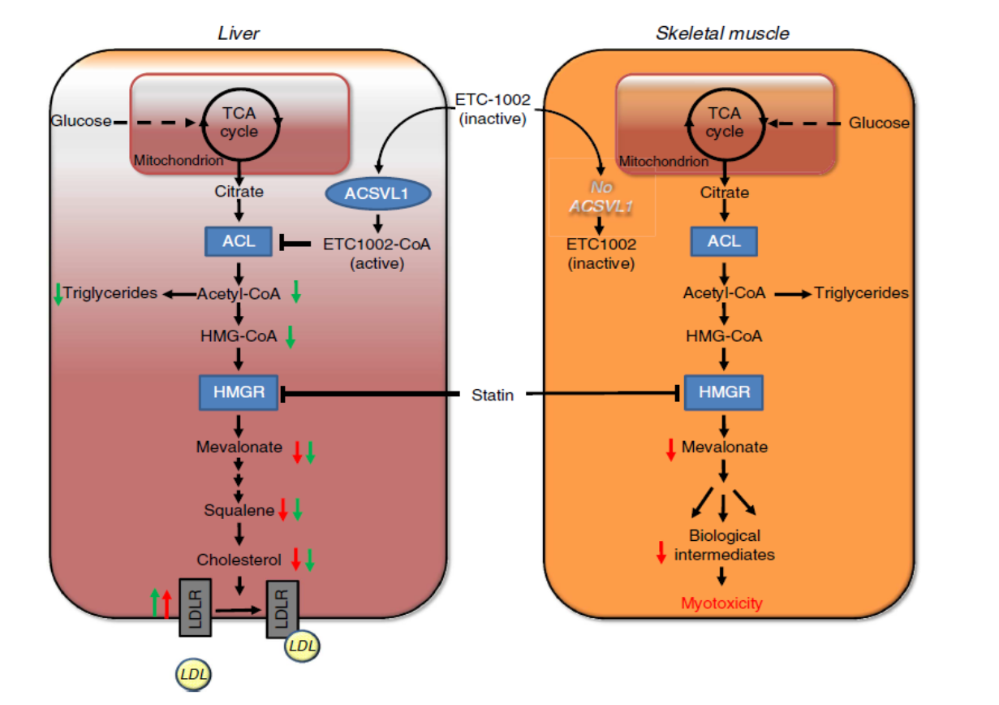 Liver
Skeletal muscle
TCA
cycle
Glucose
Mitochondrion
Citrate
ACSVL1
ACL
ETC1002-CoA
(active)
Triglycerides
Acetyl-CoA
HMG-CoA
HMGR
Mevalonate
Squalene
Cholesterol
LDLR
LDLR
LDL
LDL
ETC-1002
(inactive)
Statin
TCA
cycle
Glucose
Mitochondrion
No
ACSVL1
ETC1002
(inactive)
Citrate
ACL
Acetyl-CoA
Triglycerides
HMG-CoA
HMGR
Mevalonate
Biological
intermediates
Myotoxicity